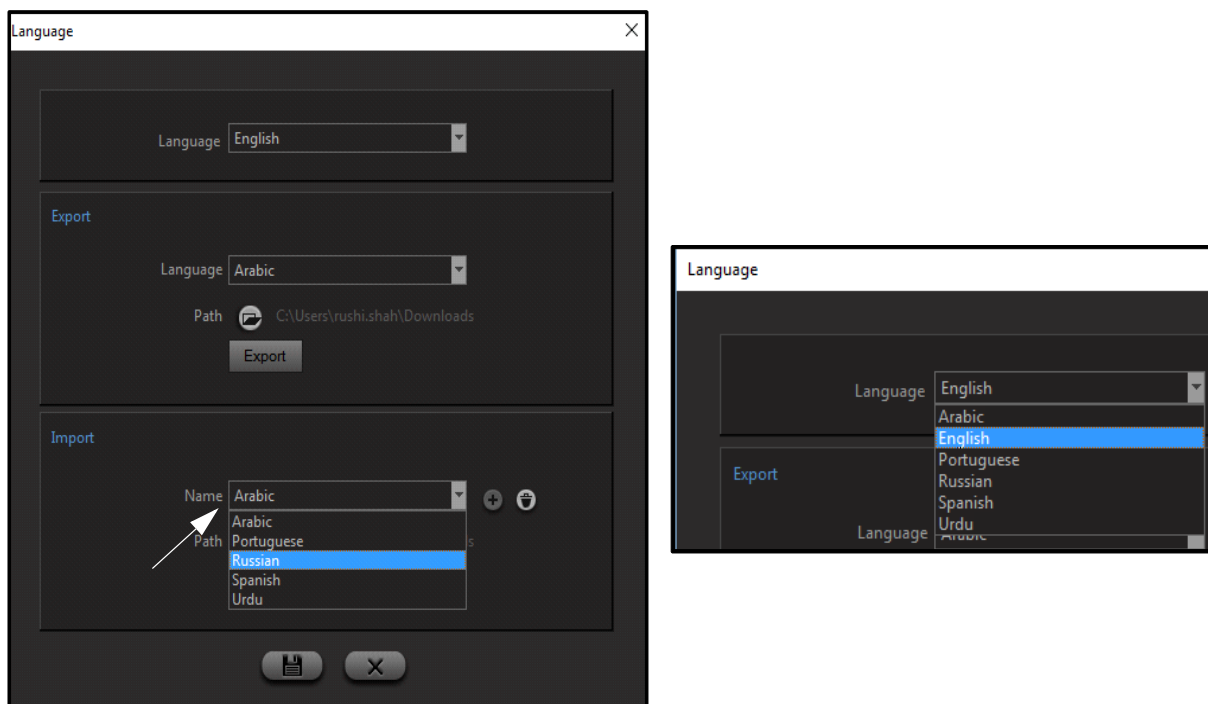 Language
Language English
Export
Language Arabic
Path C:\Users\rushi.shah\Downloads
Export
Import
Name Arabic
Arabic
Path Portuguese s
Russian
Spanish
Urdu
Language
Language English
Arabic
English
Portuguese
Russian
Spanish
Export
Urdu
Language Arabic